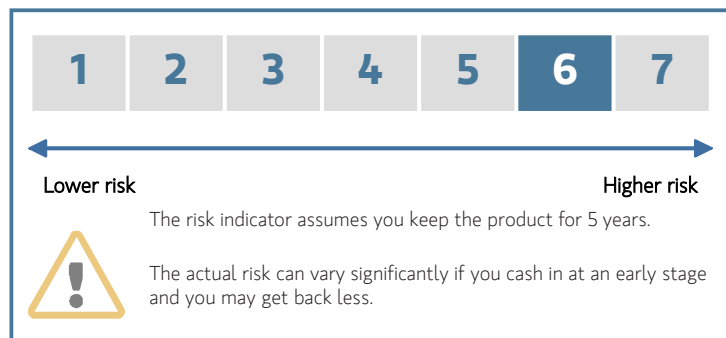 1 2 3 4 5 6 7
Lower risk Higher risk
The risk indicator assumes you keep the product for 5 years.
The actual risk can vary significantly if you cash in at an early stage
and you may get back less.